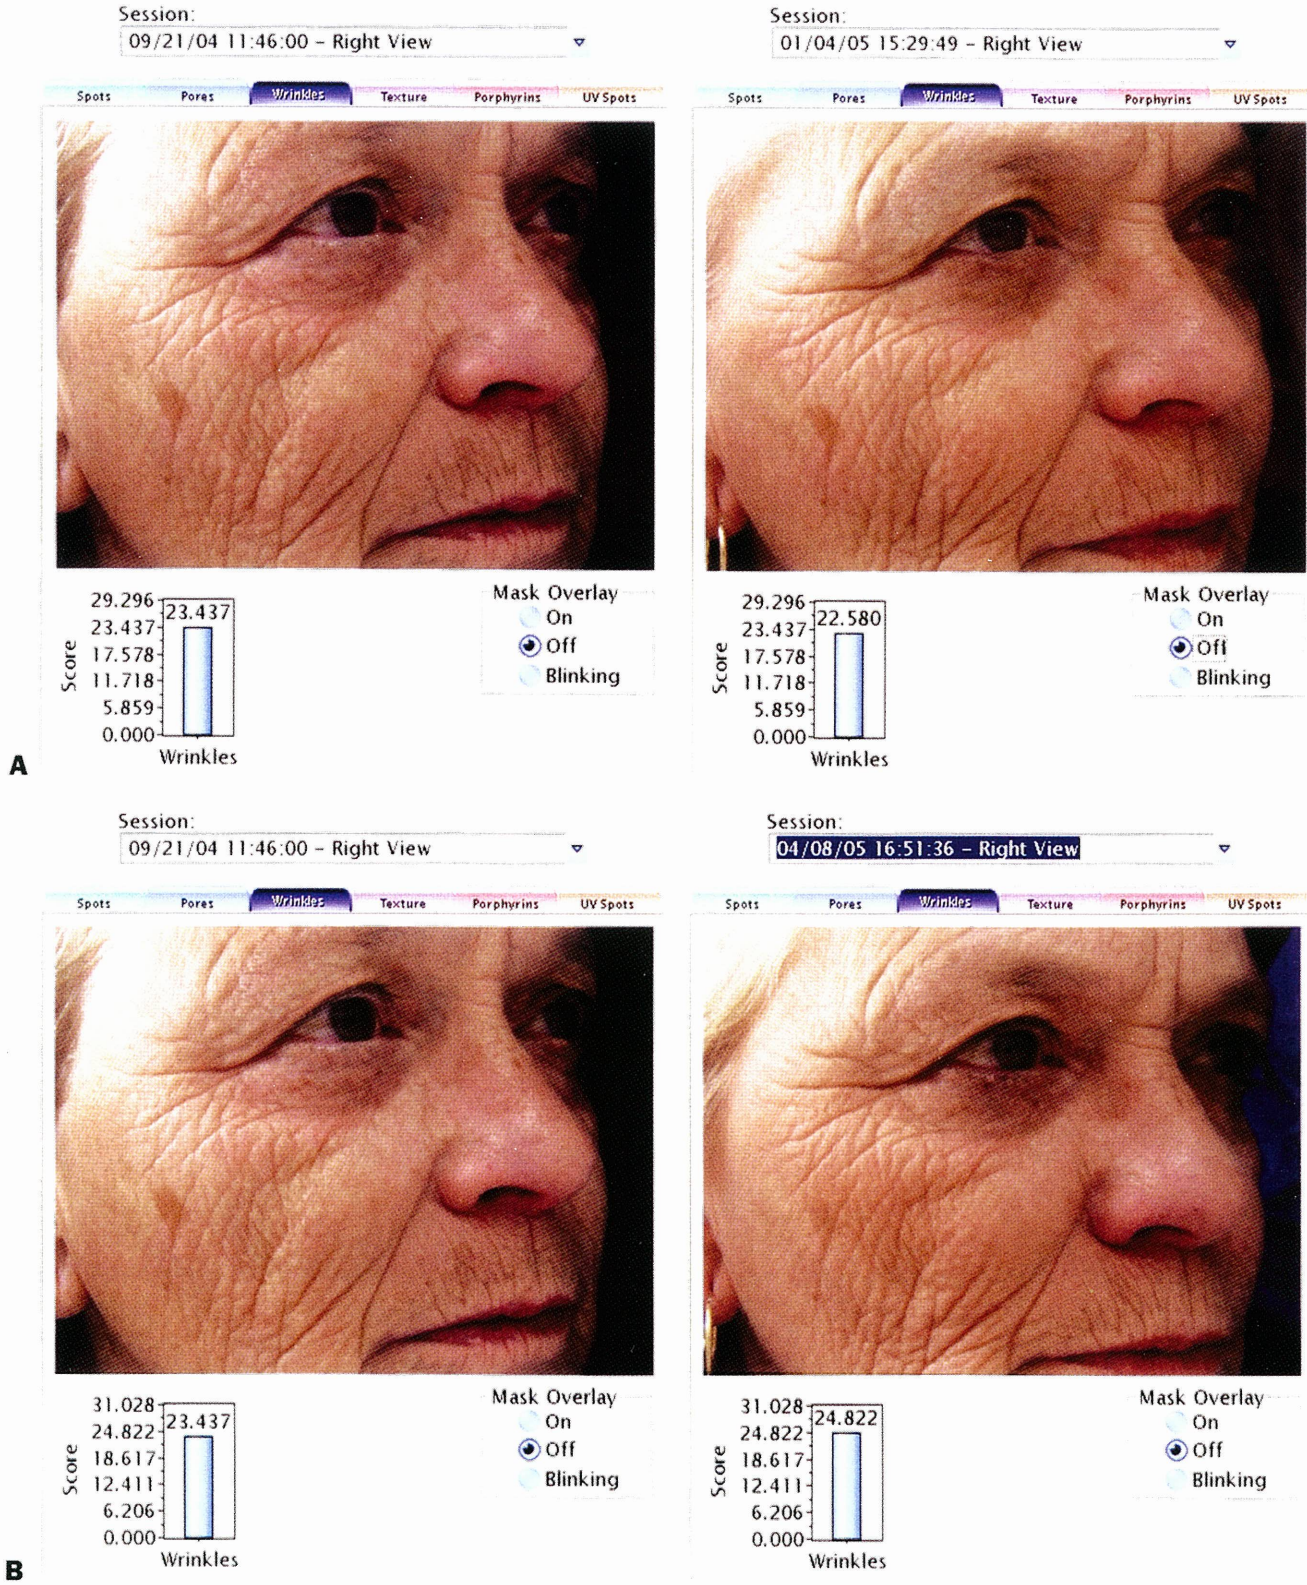 Session:
09/21/04 11:46:00 – Right View
Spots Pores Wrinkles Texture Porphyrins UV Spots
29.296
23.437
17.578
11.718
5.859
0.000
Score
23.437
Wrinkles
Mask Overlay
On
Off
Blinking
Session:
01/04/05 15:29:49 – Right View
Spots Pores Wrinkles Texture Porphyrins UV Spots
29.296
23.437
17.578
11.718
5.859
0.000
Score
22.580
Wrinkles
Mask Overlay
On
Off
Blinking
A
Session:
09/21/04 11:46:00 – Right View
Spots Pores Wrinkles Texture Porphyrins UV Spots
31.028
24.822
18.617
12.411
6.206
0.000
Score
23.437
Wrinkles
Mask Overlay
On
Off
Blinking
Session:
04/08/05 16:51:36 – Right View
Spots Pores Wrinkles Texture Porphyrins UV Spots
31.028
24.822
18.617
12.411
6.206
0.000
Score
24.822
Wrinkles
Mask Overlay
On
Off
Blinking
B